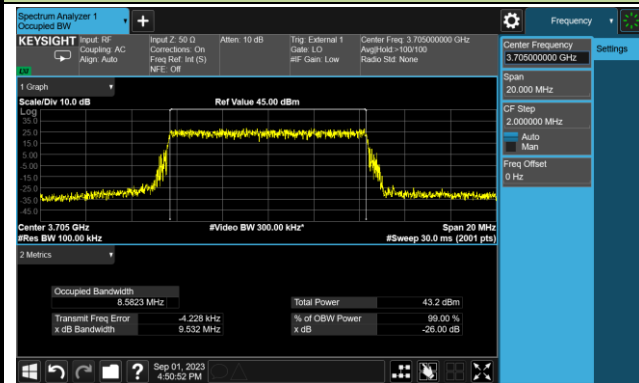 Spectrum Analyzer 1
Occupied BW
Frequency
KEYSIGHT
Input: RF
Coupling: AC
Align: Auto
Input Z: 50 Ω
Corrections: On
Freq Ref: Int (S)
NFE: Off
Atten: 10 dB
Trig: External 1
Gate: LO
#IF Gain: Low
Center Freq: 3.705000000 GHz
Avg|Hold:>100/100
Radio Std: None
Center Frequency
3.705000000 GHz
Settings
Span
20.000 MHz
CF Step
2.000000 MHz
Auto
Man
Freq Offset
0 Hz
1 Graph
Scale/Div 10.0 dB
Ref Value 45.00 dBm
Log
35.0
25.0
15.0
5.00
-5.00
-15.0
-25.0
-35.0
-45.0
Center 3.705 GHz
#Video BW 300.00 kHz*
Span 20 MHz
#Res BW 100.00 kHz
#Sweep 30.0 ms (2001 pts)
2 Metrics
Occupied Bandwidth
8.5823 MHz
Total Power 43.2 dBm
Transmit Freq Error -4.228 kHz
% of OBW Power 99.00 %
x dB Bandwidth 9.532 MHz
x dB -26.00 dB
?
Sep 01, 2023
4:50:52 PM